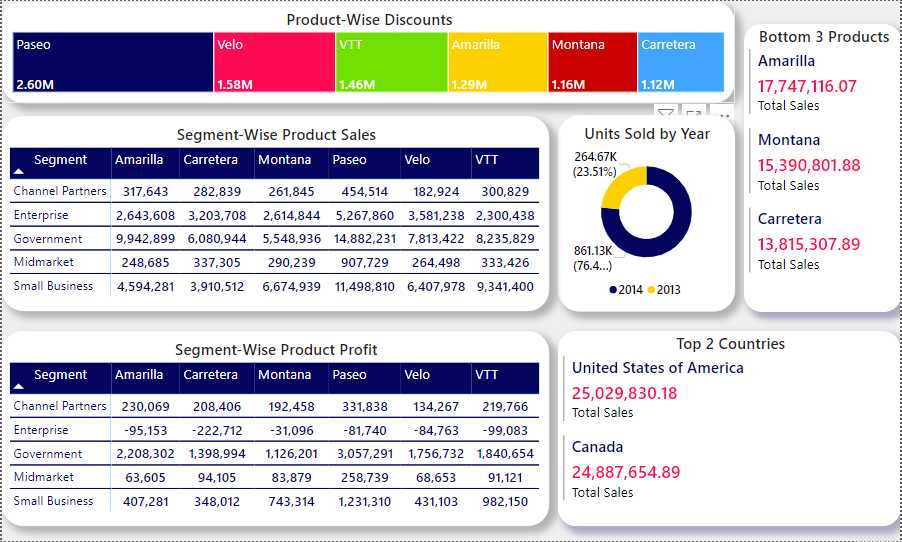 Product-Wise Discounts
Paseo Velo VTT Amarilla Montana Carretera
2.60M 1.58M 1.46M 1.29M 1.16M 1.12M
Bottom 3 Products
Amarilla
17,747,116.07
Total Sales
Montana
15,390,801.88
Total Sales
Carretera
13,815,307.89
Total Sales
Segment-Wise Product Sales
Segment Amarilla Carretera Montana Paseo Velo VTT
Channel Partners 317,643 282,839 261,845 454,514 182,924 300,829
Enterprise 2,643,608 3,203,708 2,614,844 5,267,860 3,581,238 2,300,438
Government 9,942,899 6,080,944 5,548,936 14,882,231 7,813,422 8,235,829
Midmarket 248,685 337,305 290,239 907,729 264,498 333,426
Small Business 4,594,281 3,910,512 6,674,939 11,498,810 6,407,978 9,341,400
Units Sold by Year
264.67K
(23.51%)
861.13K
(76.4...)
2014 2013
Segment-Wise Product Profit
Segment Amarilla Carretera Montana Paseo Velo VTT
Channel Partners 230,069 208,406 192,458 331,838 134,267 219,766
Enterprise -95,153 -222,712 -31,096 -81,740 -84,763 -99,083
Government 2,208,302 1,398,994 1,126,201 3,057,291 1,756,732 1,840,654
Midmarket 63,605 94,105 83,879 258,739 68,653 91,121
Small Business 407,281 348,012 743,314 1,231,310 431,103 982,150
Top 2 Countries
United States of America
25,029,830.18
Total Sales
Canada
24,887,654.89
Total Sales